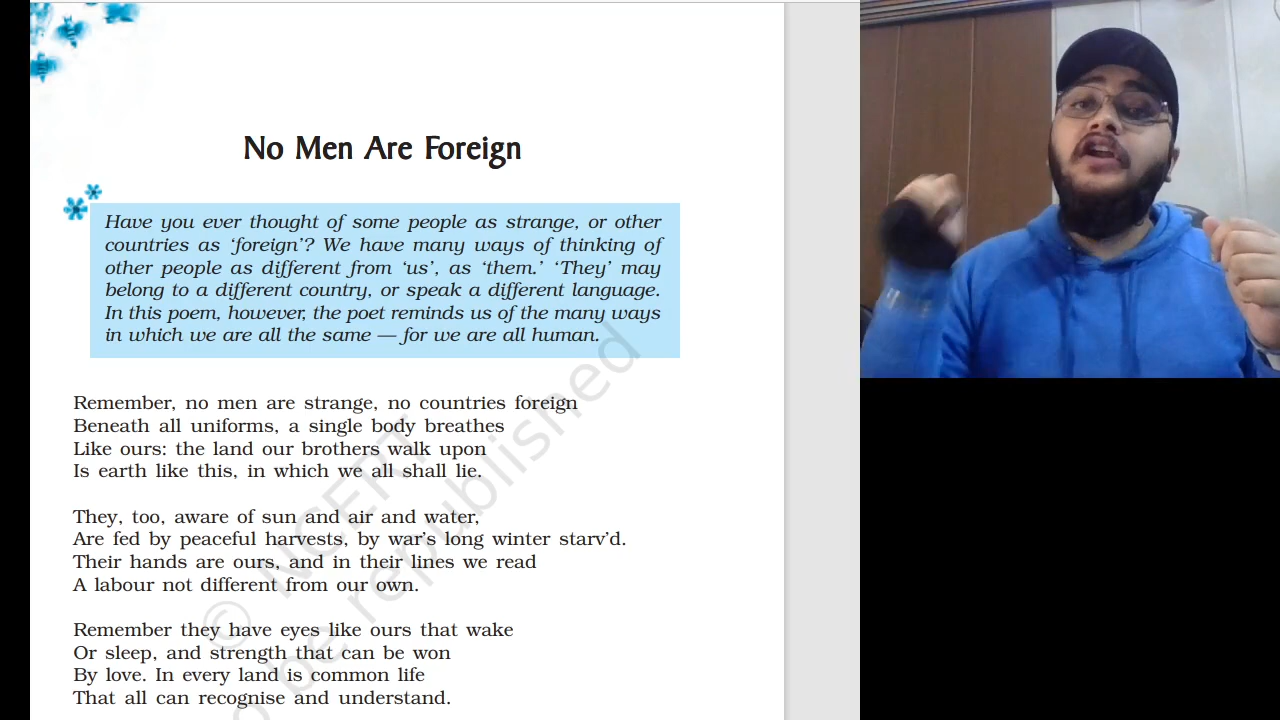 No Men Are Foreign
Have you ever thought of some people as strange, or other
countries as ‘foreign’? We have many ways of thinking of
other people as different from ‘us’, as ‘them.’ ‘They’ may
belong to a different country, or speak a different language.
In this poem, however, the poet reminds us of the many ways
in which we are all the same — for we are all human.
Remember, no men are strange, no countries foreign
Beneath all uniforms, a single body breathes
Like ours: the land our brothers walk upon
Is earth like this, in which we all shall lie.
They, too, aware of sun and air and water,
Are fed by peaceful harvests, by war’s long winter starv’d.
Their hands are ours, and in their lines we read
A labour not different from our own.
Remember they have eyes like ours that wake
Or sleep, and strength that can be won
By love. In every land is common life
That all can recognise and understand.
© NCERT
o be republished